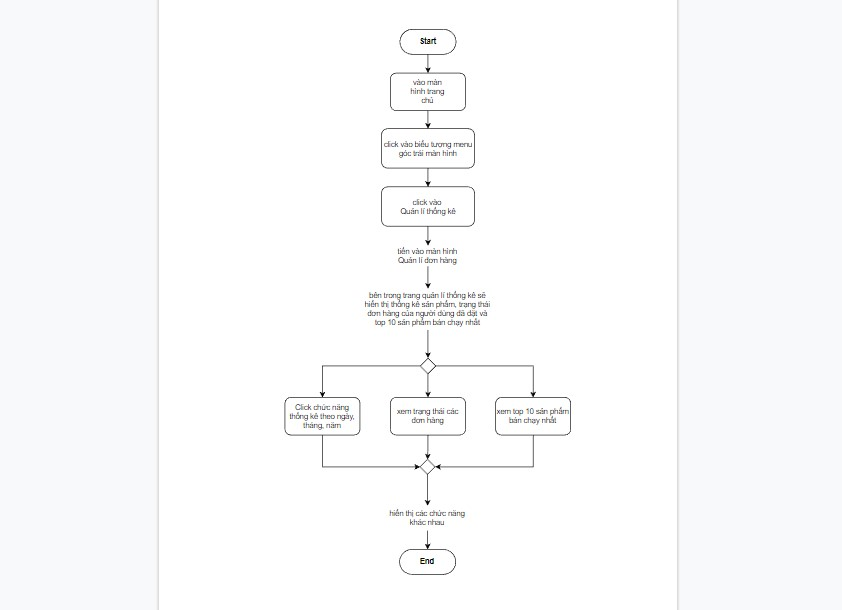 Start
vào màn
hình trang
chủ
click vào biểu tượng menu
góc trái màn hình
click vào
Quản lí thống kê
tiến vào màn hình
Quản lí đơn hàng
bên trong trang quản lí thống kê sẽ
hiển thị thống kê sản phẩm, trạng thái
đơn hàng của người dùng đã đặt và
top 10 sản phẩm bán chạy nhất
Click chức năng
thống kê theo ngày,
tháng, năm
xem trạng thái các
đơn hàng
xem top 10 sản phẩm
bán chạy nhất
hiển thị các chức năng
khác nhau
End